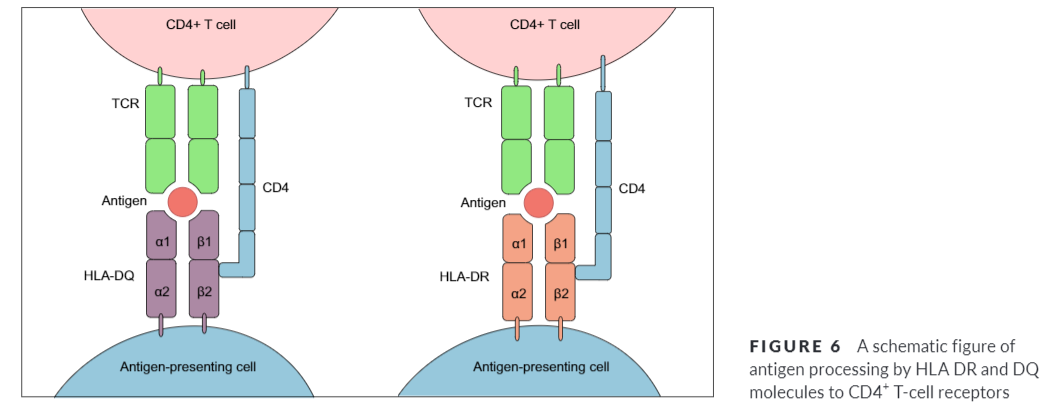 CD4+ T cell
TCR
Antigen
CD4
α1
β1
HLA-DQ
α2
β2
Antigen-presenting cell
CD4+ T cell
TCR
Antigen
CD4
α1
β1
HLA-DR
α2
β2
Antigen-presenting cell
FIGURE 6 A schematic figure of
antigen processing by HLA DR and DQ
molecules to CD4⁺ T-cell receptors